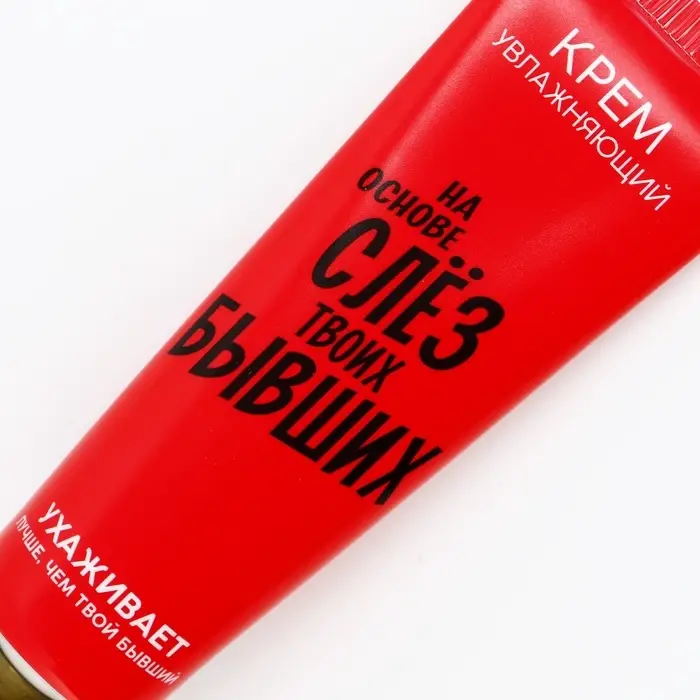 КРЕМ
УВЛАЖНЯЮЩИЙ
НА
ОСНОВЕ
СЛЁЗ
ТВОИХ
БЫВШИХ
УХАЖИВАЕТ
ЛУЧШЕ, ЧЕМ ТВОЙ БЫВШИЙ